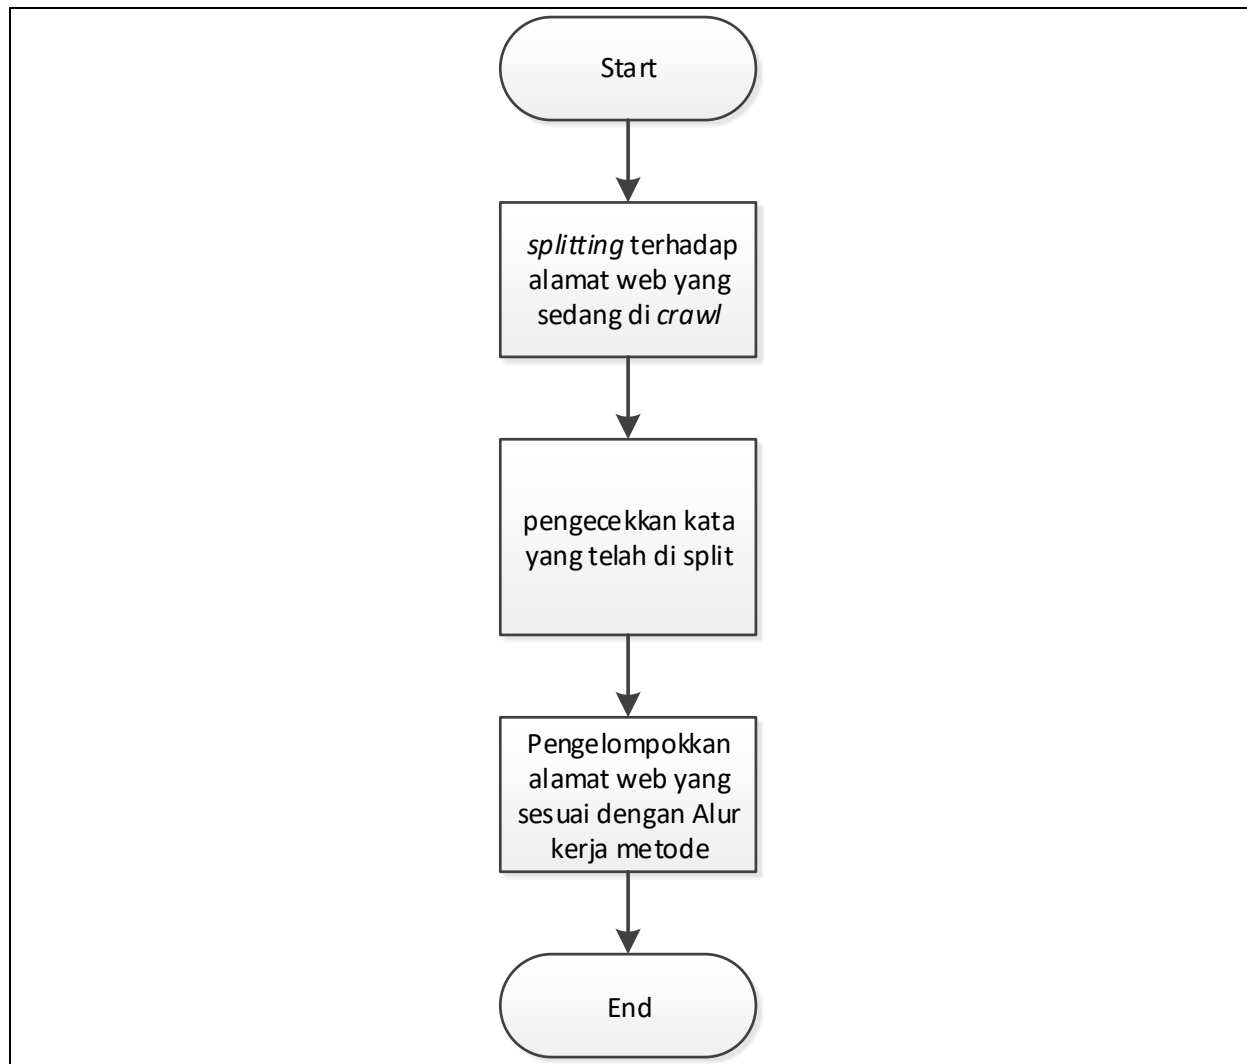 Start
splitting terhadap
alamat web yang
sedang di crawl
pengecekkan kata
yang telah di split
Pengelompokkan
alamat web yang
sesuai dengan Alur
kerja metode
End